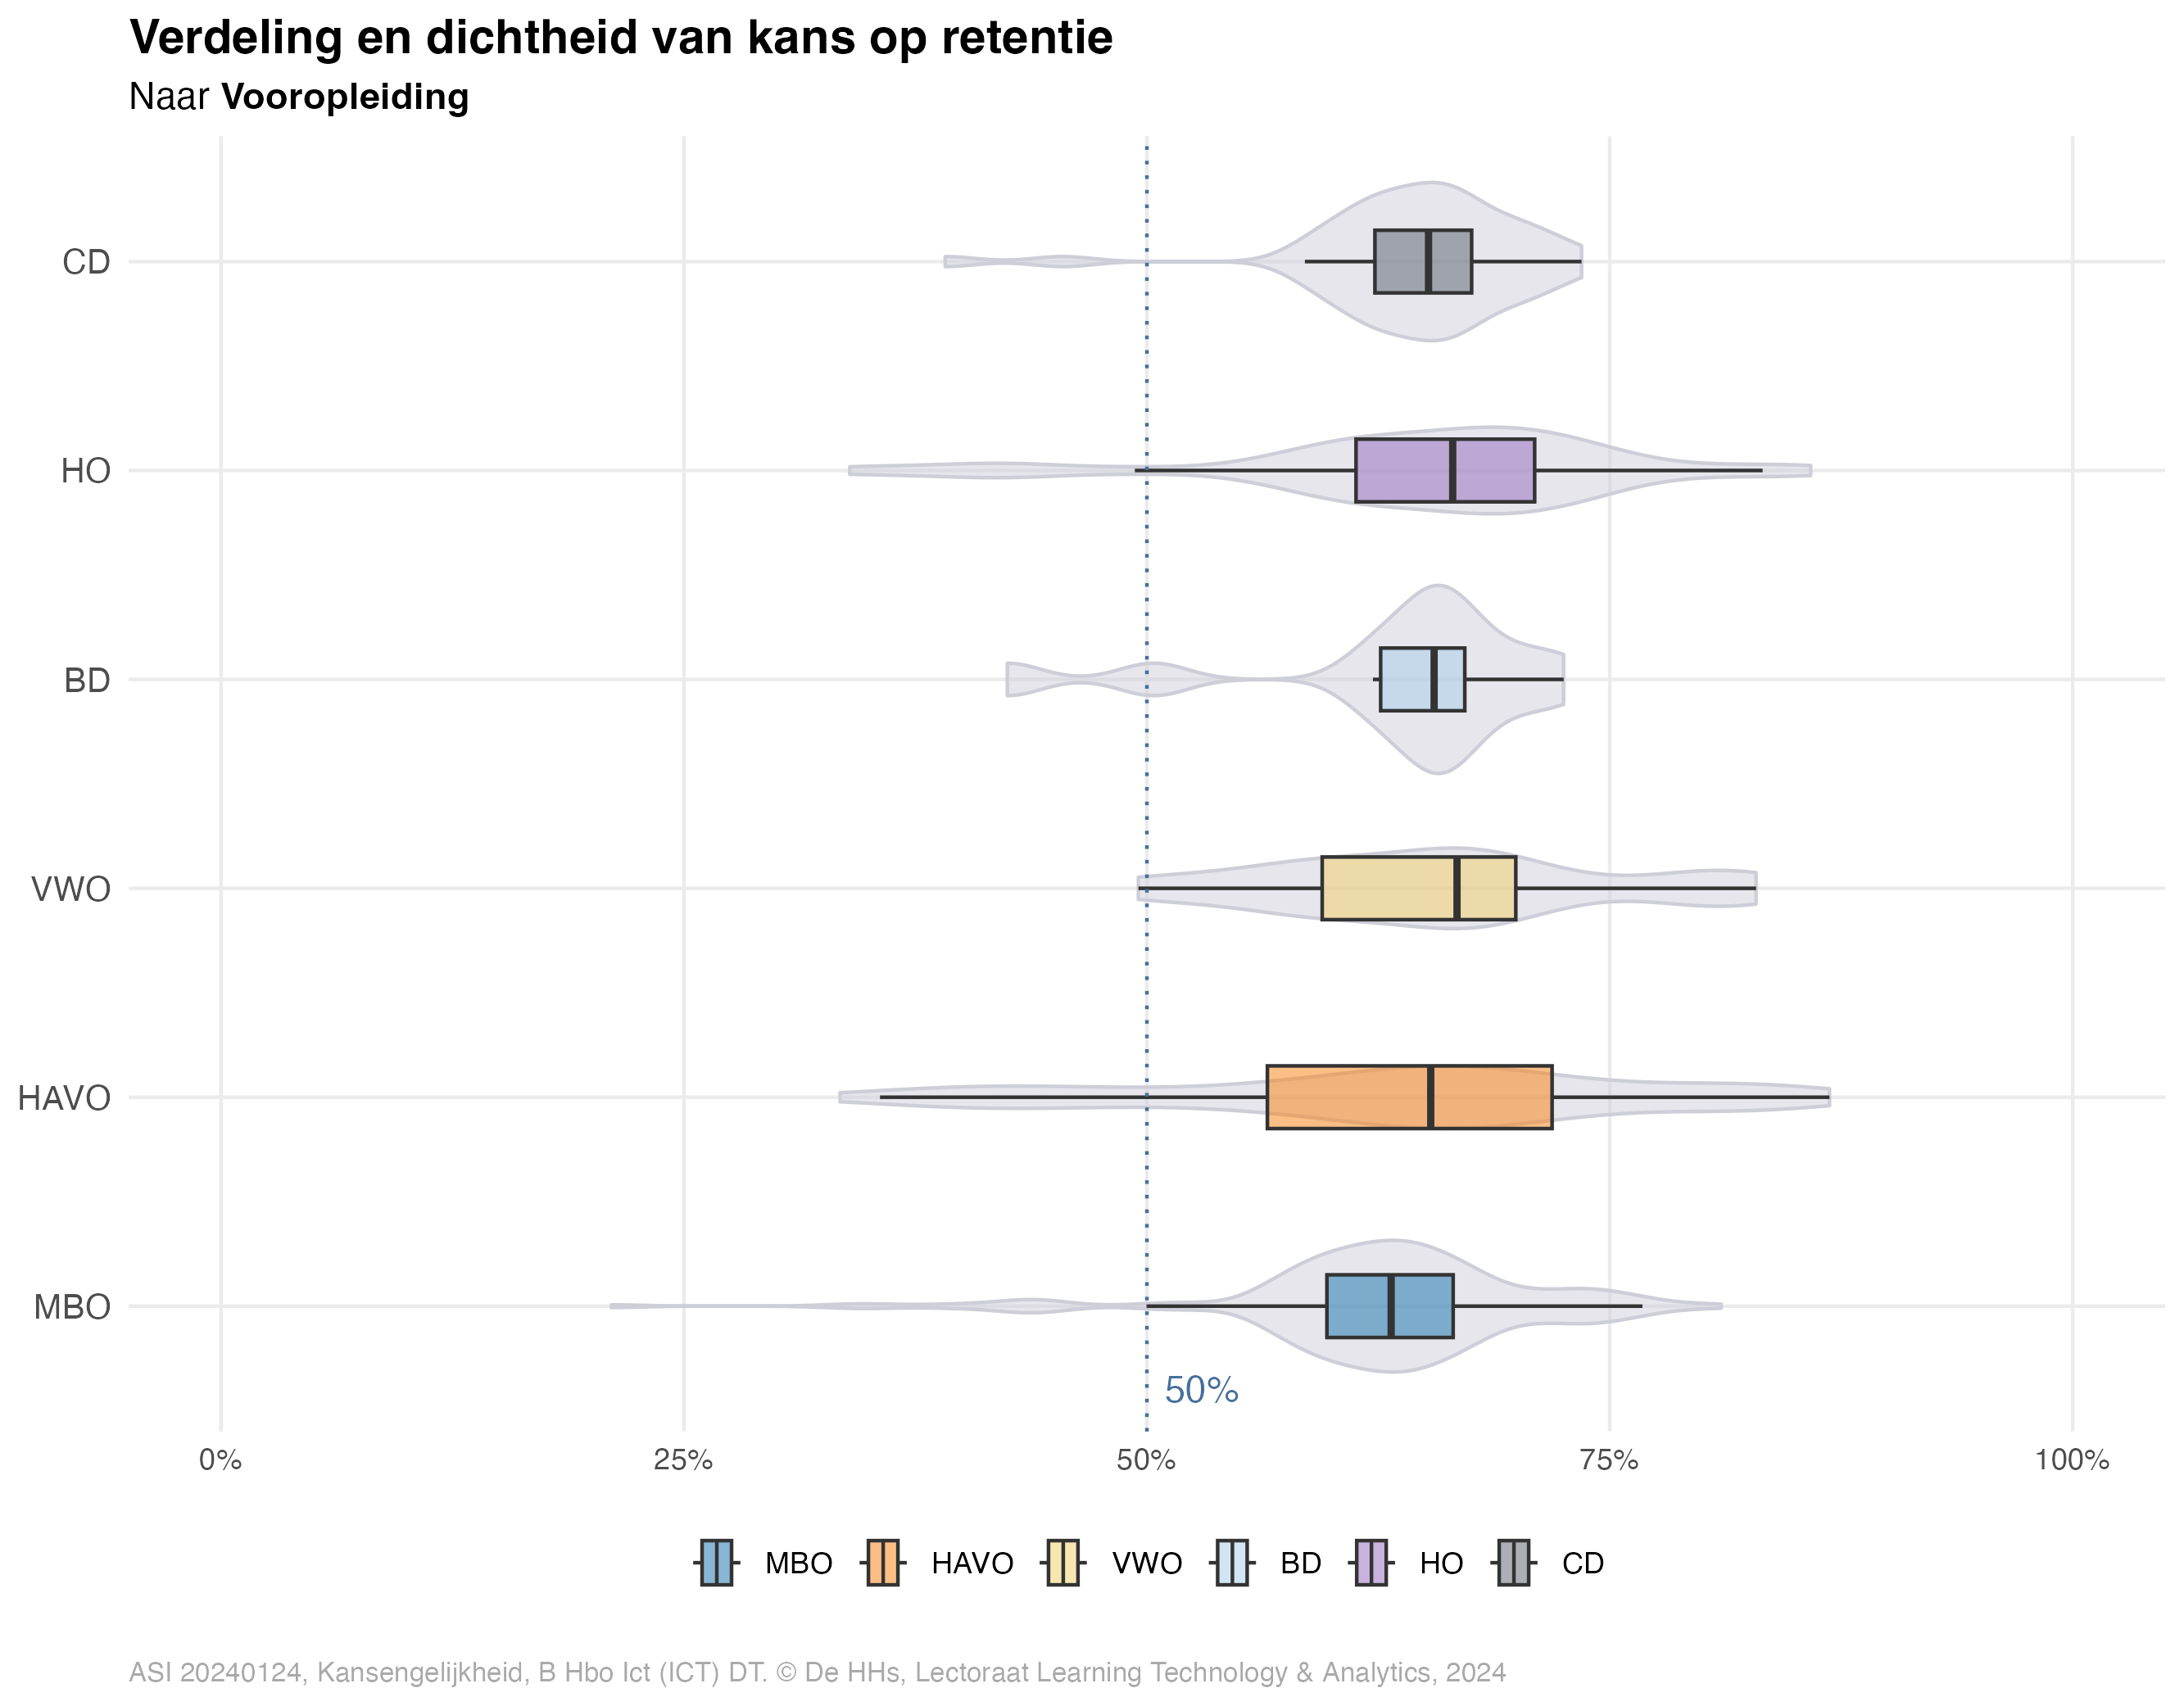 Verdeling en dichtheid van kans op retentie
Naar Vooropleiding
CD
HO
BD
VWO
HAVO
MBO
50%
0% 25% 50% 75% 100%
MBO HAVO VWO BD HO CD
ASI 20240124, Kansengelijkheid, B Hbo Ict (ICT) DT. © De HHs, Lectoraat Learning Technology & Analytics, 2024